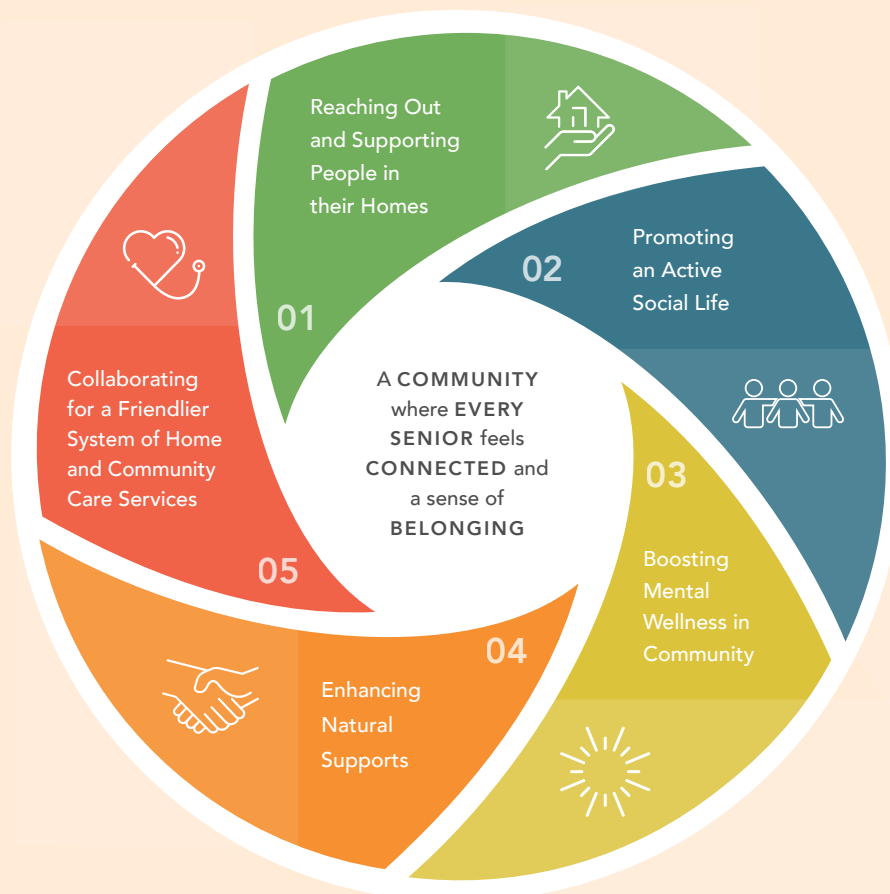 Reaching Out
and Supporting
People in
their Homes
01
02
Promoting
an Active
Social Life
03
Boosting
Mental
Wellness in
Community
04
Enhancing
Natural
Supports
05
Collaborating
for a Friendlier
System of Home
and Community
Care Services
A COMMUNITY
where EVERY
SENIOR feels
CONNECTED and
a sense of
BELONGING